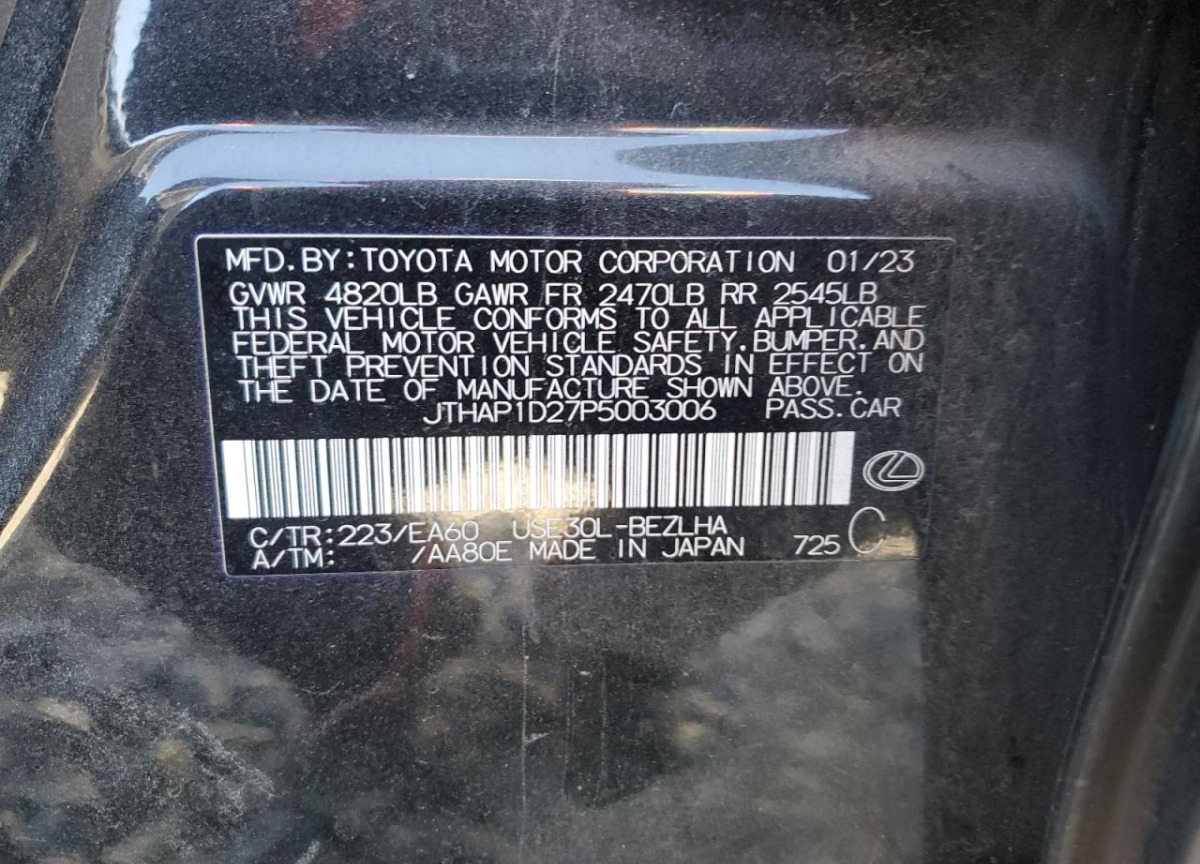 MFD.BY:TOYOTA MOTOR CORPORATION 01/23
GVWR 4820LB GAWR FR 2470LB RR 2545LB
THIS VEHICLE CONFORMS TO ALL APPLICABLE
FEDERAL MOTOR VEHICLE SAFETY.BUMPER.AND
THEFT PREVENTION STANDARDS IN EFFECT ON
THE DATE OF MANUFACTURE SHOWN ABOVE.
JTHAP1D27P5003006 PASS.CAR
C/TR:223/EA60 USE30L-BEZLHA
A/TM: /AA80E MADE IN JAPAN 725 C